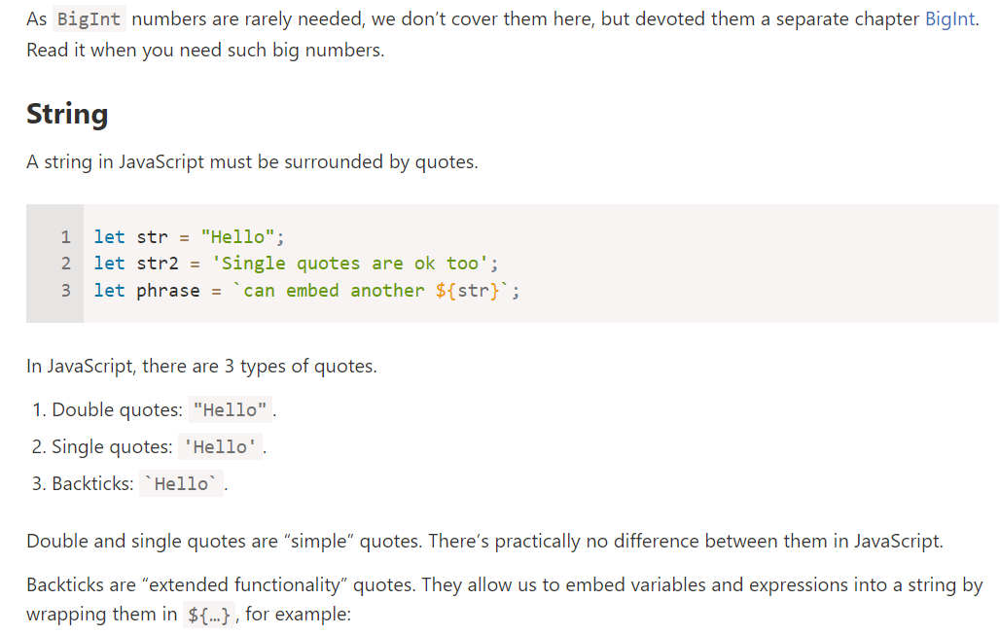 As BigInt numbers are rarely needed, we don’t cover them here, but devoted them a separate chapter BigInt.
Read it when you need such big numbers.
String
A string in JavaScript must be surrounded by quotes.
1 let str = "Hello";
2 let str2 = 'Single quotes are ok too';
3 let phrase = `can embed another ${str}`;
In JavaScript, there are 3 types of quotes.
1. Double quotes: "Hello".
2. Single quotes: 'Hello'.
3. Backticks: `Hello`.
Double and single quotes are “simple” quotes. There’s practically no difference between them in JavaScript.
Backticks are “extended functionality” quotes. They allow us to embed variables and expressions into a string by
wrapping them in ${…}, for example: